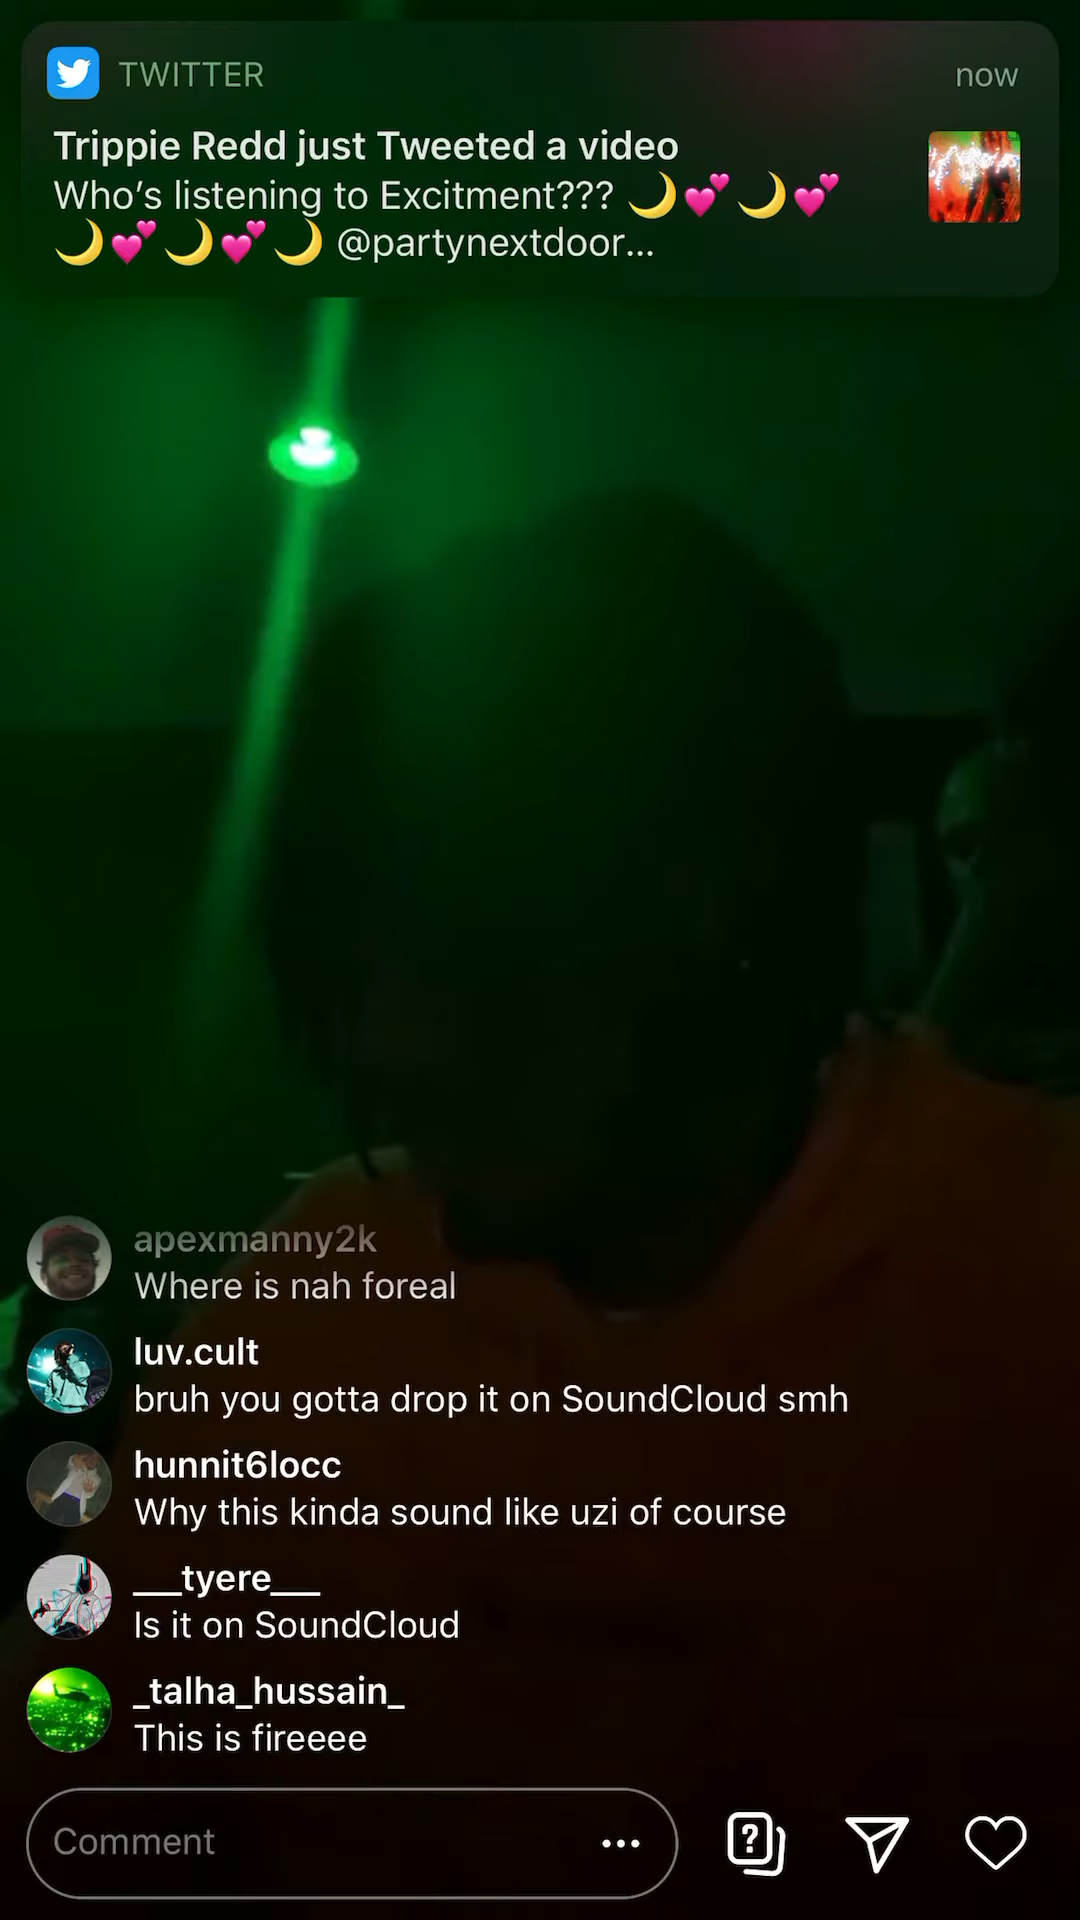 TWITTER now
Trippie Redd just Tweeted a video
Who’s listening to Excitment??? 🌙💕🌙💕
🌙💕🌙💕🌙 @partynextdoor...
apexmanny2k
Where is nah foreal
luv.cult
bruh you gotta drop it on SoundCloud smh
hunnit6locc
Why this kinda sound like uzi of course
___tyere___
Is it on SoundCloud
_talha_hussain_
This is fireeee
Comment